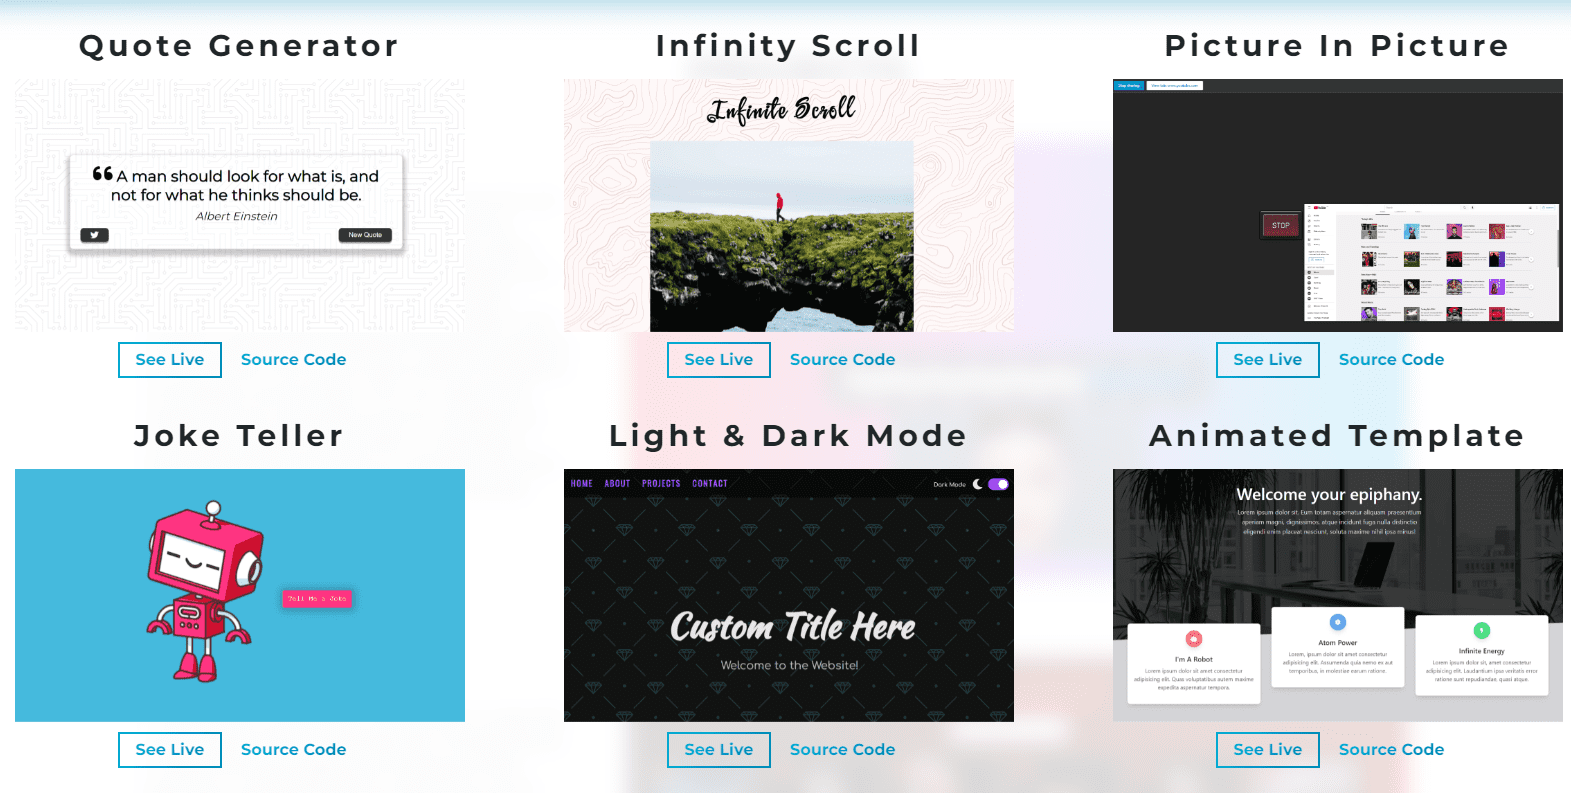 Quote Generator
Infinity Scroll
Picture In Picture
A man should look for what is, and
not for what he thinks should be.
Albert Einstein
New Quote
Infinite Scroll
Stop sharing
STOP
See Live
Source Code
See Live
Source Code
See Live
Source Code
Joke Teller
Light & Dark Mode
Animated Template
Tell Me a Joke
HOME ABOUT PROJECTS CONTACT
Dark Mode
Custom Title Here
Welcome to the Website!
Welcome your epiphany.
Lorem ipsum dolor sit. Eum totam aspernatur aliquam praesentium
aperiam magni, dignissimos, atque incidunt fuga nulla distinctio
eligendi enim placeat nesciunt, soluta maxime nihil ipsa minus!
I'm A Robot
Lorem ipsum dolor sit amet consectetur
adipisicing elit. Quas voluptatibus autem maxime
expedita aspernatur tempora.
Atom Power
Lorem, ipsum dolor sit amet consectetur
adipisicing elit. Assumenda quia nemo ex aut
temporibus, in molestiae earum ratione.
Infinite Energy
Lorem ipsum dolor sit amet consectetur
adipisicing elit. Laudantium ipsa veritatis error
ratione sunt repudiandae, quasi atque.
See Live
Source Code
See Live
Source Code
See Live
Source Code